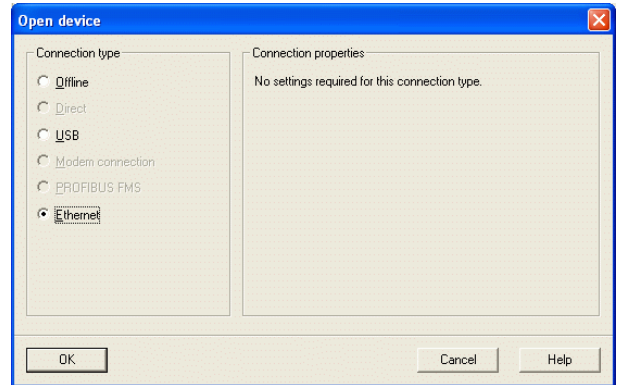 Open device
Connection type
Offline
Direct
USB
Modem connection
PROFIBUS FMS
Ethernet
Connection properties
No settings required for this connection type.
OK
Cancel
Help